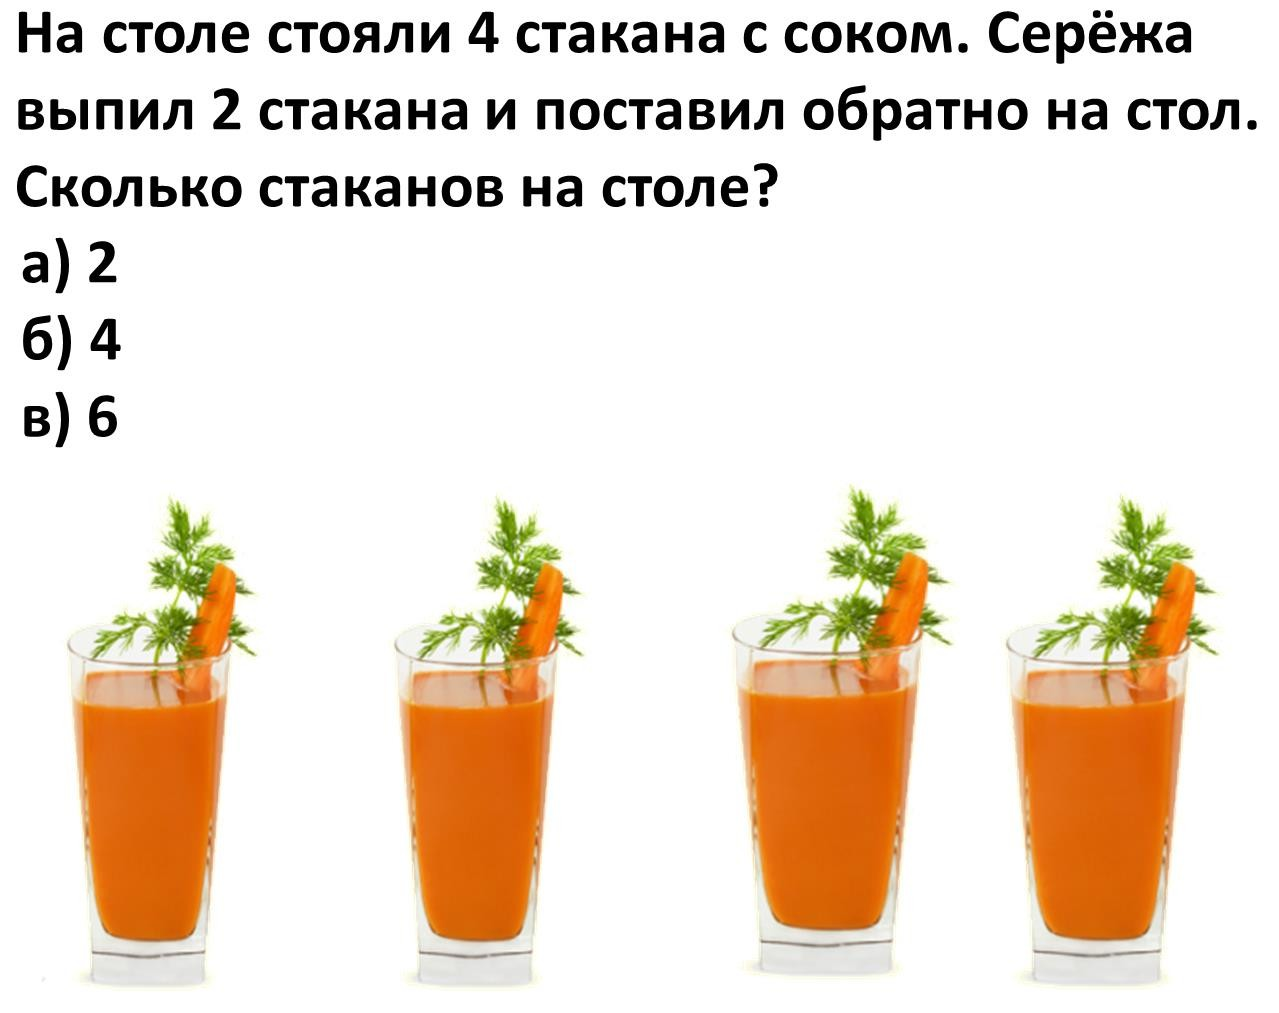 На столе стояли 4 стакана с соком. Серёжа
выпил 2 стакана и поставил обратно на стол.
Сколько стаканов на столе?
а) 2
б) 4
в) 6